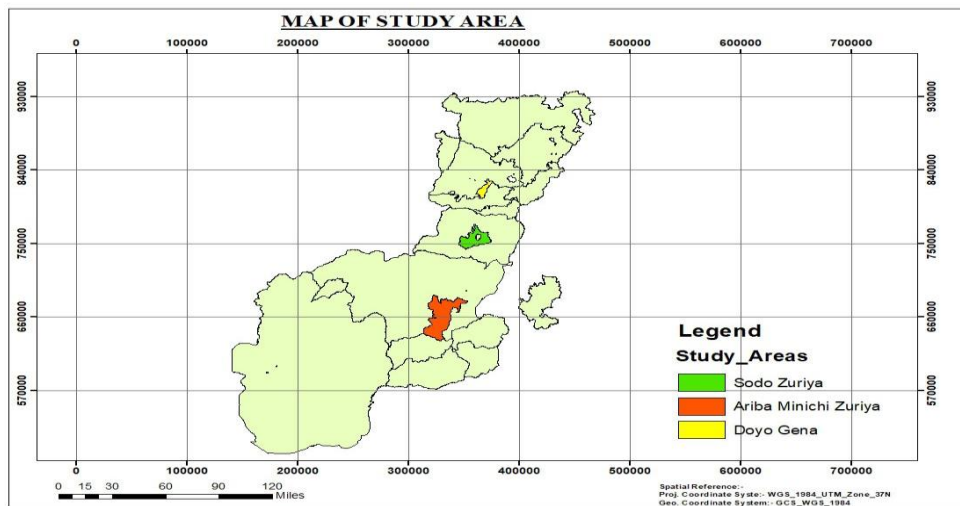 MAP OF STUDY AREA
0 100000 200000 300000 400000 500000 600000 700000
930000 930000
840000 840000
750000 750000
660000 660000
570000 570000
Legend
Study_Areas
Sodo Zuriya
Ariba Minichi Zuriya
Doyo Gena
0 100000 200000 300000 400000 500000 600000 700000
0 15 30 60 90 120
Miles
Spatial Reference:-
Proj. Coordinate Syste:- WGS_1984_UTM_Zone_37N
Geo. Coordinate System:- GCS_WGS_1984